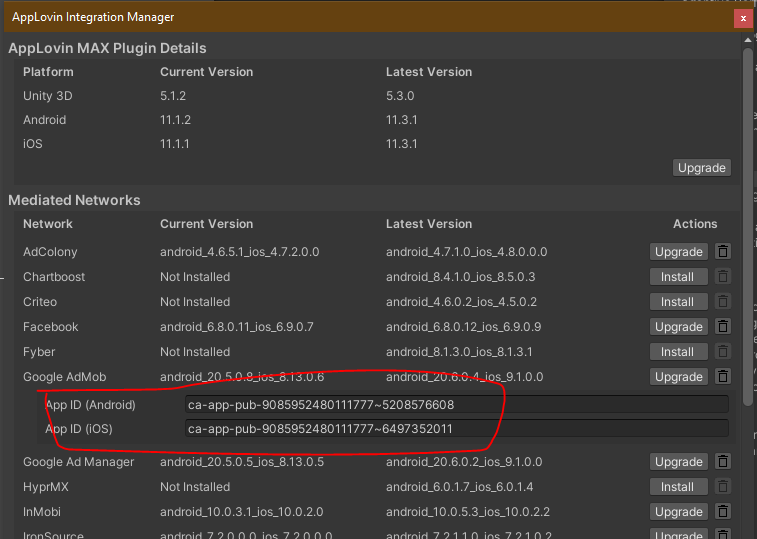 AppLovin Integration Manager
x
AppLovin MAX Plugin Details
Platform Current Version Latest Version
Unity 3D 5.1.2 5.3.0
Android 11.1.2 11.3.1
iOS 11.1.1 11.3.1
Upgrade
Mediated Networks
Network Current Version Latest Version Actions
AdColony android_4.6.5.1_ios_4.7.2.0.0 android_4.7.1.0_ios_4.8.0.0.0 Upgrade
Chartboost Not Installed android_8.4.1.0_ios_8.5.0.3 Install
Criteo Not Installed android_4.6.0.2_ios_4.5.0.2 Install
Facebook android_6.8.0.11_ios_6.9.0.7 android_6.8.0.12_ios_6.9.0.9 Upgrade
Fyber Not Installed android_8.1.3.0_ios_8.1.3.1 Install
Google AdMob android_20.5.0.8_ios_8.13.0.6 android_20.6.0.4_ios_9.1.0.0 Upgrade
App ID (Android) ca-app-pub-9085952480111777~5208576608
App ID (iOS) ca-app-pub-9085952480111777~6497352011
Google Ad Manager android_20.5.0.5_ios_8.13.0.5 android_20.6.0.2_ios_9.1.0.0 Upgrade
HyprMX Not Installed android_6.0.1.7_ios_6.0.1.4 Install
InMobi android_10.0.3.1_ios_10.0.2.0 android_10.0.5.3_ios_10.0.2.2 Upgrade
IronSource android_7.2.0.0.0_ios_7.2.0.0.0 android_7.2.1.1.0_ios_7.2.1.0.2 Upgrade